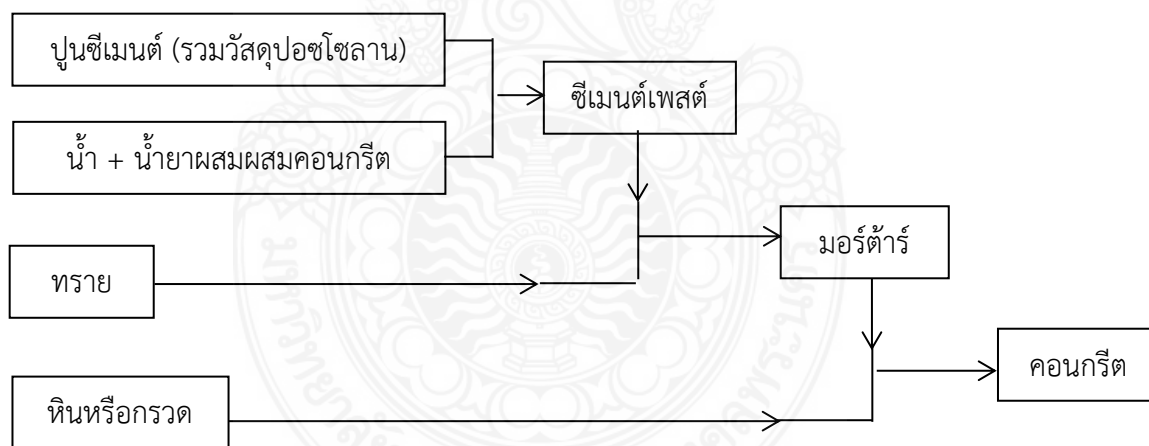 ปูนซีเมนต์ (รวมวัสดุปอซโซลาน)
ซีเมนต์เพสต์
น้ำ + น้ำยาผสมผสมคอนกรีต
มอร์ต้าร์
ทราย
คอนกรีต
หินหรือกรวด